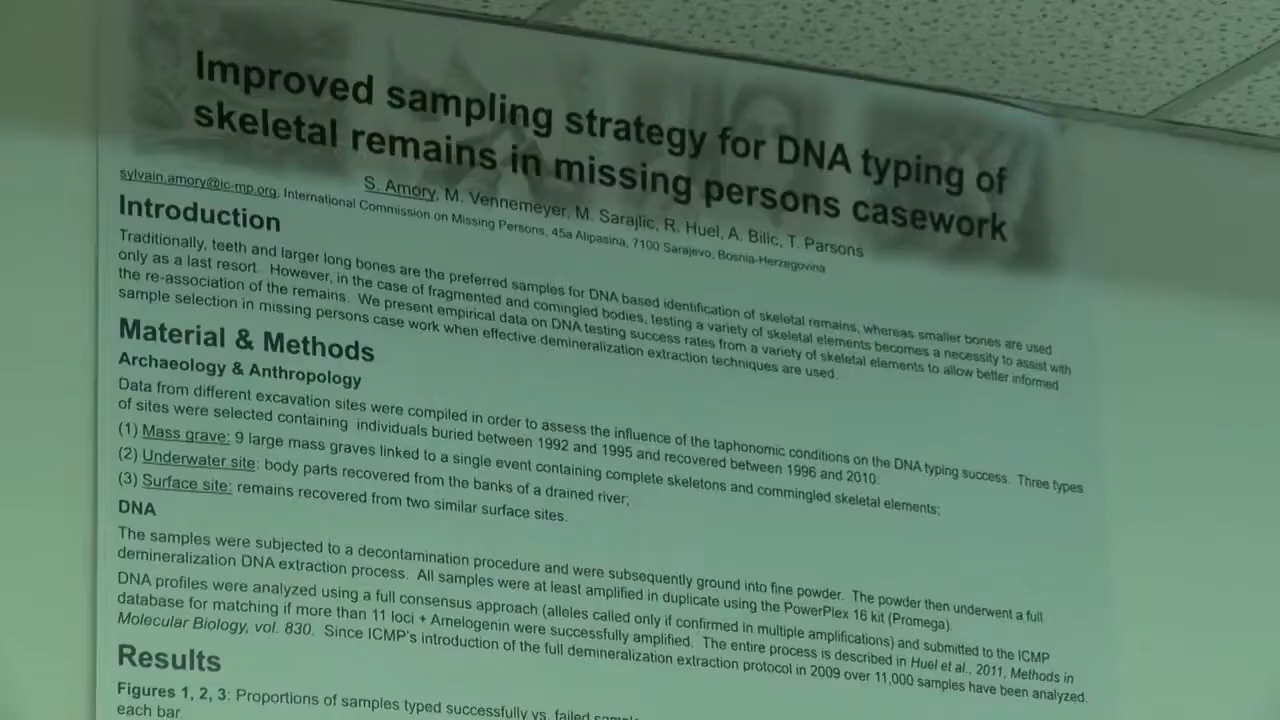 Improved sampling strategy for DNA typing of
skeletal remains in missing persons casework
S. Amory, M. Vennemeyer, M. Sarajlic, R. Huel, A. Bilic, T. Parsons
sylvain.amory@ic-mp.org, International Commission on Missing Persons, 45a Alipasina, 7100 Sarajevo, Bosnia-Herzegovina
Introduction
Traditionally, teeth and larger long bones are the preferred samples for DNA based identification of skeletal remains, whereas smaller bones are used
only as a last resort. However, in the case of fragmented and comingled bodies, testing a variety of skeletal elements becomes a necessity to assist with
the re-association of the remains. We present empirical data on DNA testing success rates from a variety of skeletal elements to allow better informed
sample selection in missing persons case work when effective demineralization extraction techniques are used.
Material & Methods
Archaeology & Anthropology
Data from different excavation sites were compiled in order to assess the influence of the taphonomic conditions on the DNA typing success. Three types
of sites were selected containing individuals buried between 1992 and 1995 and recovered between 1996 and 2010:
(1) Mass grave: 9 large mass graves linked to a single event containing complete skeletons and commingled skeletal elements;
(2) Underwater site: body parts recovered from the banks of a drained river;
(3) Surface site: remains recovered from two similar surface sites.
DNA
The samples were subjected to a decontamination procedure and were subsequently ground into fine powder. The powder then underwent a full
demineralization DNA extraction process. All samples were at least amplified in duplicate using the PowerPlex 16 kit (Promega).
DNA profiles were analyzed using a full consensus approach (alleles called only if confirmed in multiple amplifications) and submitted to the ICMP
database for matching if more than 11 loci + Amelogenin were successfully amplified. The entire process is described in Huel et al., 2011, Methods in
Molecular Biology, vol. 830. Since ICMP's introduction of the full demineralization extraction protocol in 2009 over 11,000 samples have been analyzed.
Results
Figures 1, 2, 3: Proportions of samples typed successfully vs. failed
each bar.